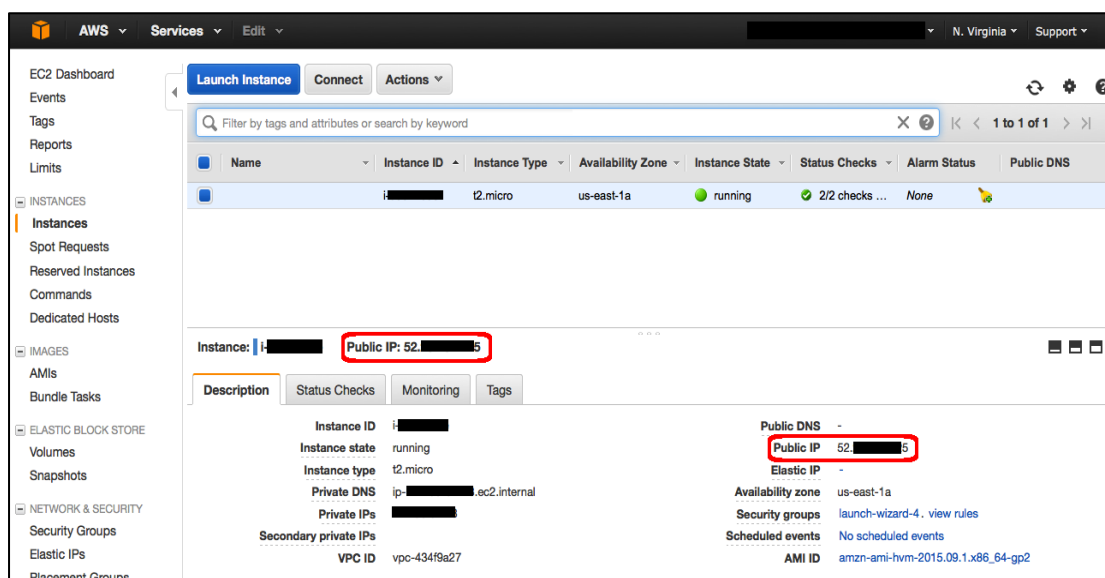 AWS Services Edit N. Virginia Support
EC2 Dashboard
Events
Tags
Reports
Limits
INSTANCES
Instances
Spot Requests
Reserved Instances
Commands
Dedicated Hosts
IMAGES
AMIs
Bundle Tasks
ELASTIC BLOCK STORE
Volumes
Snapshots
NETWORK & SECURITY
Security Groups
Elastic IPs
Placement Groups
Launch Instance Connect Actions
Filter by tags and attributes or search by keyword 1 to 1 of 1
Name Instance ID Instance Type Availability Zone Instance State Status Checks Alarm Status Public DNS
i- t2.micro us-east-1a running 2/2 checks ... None
Instance: i- Public IP: 52. 5
Description Status Checks Monitoring Tags
Instance ID i-
Instance state running
Instance type t2.micro
Private DNS ip- .ec2.internal
Private IPs
Secondary private IPs
VPC ID vpc-434f9a27
Public DNS -
Public IP 52. 5
Elastic IP -
Availability zone us-east-1a
Security groups launch-wizard-4. view rules
Scheduled events No scheduled events
AMI ID amzn-ami-hvm-2015.09.1.x86_64-gp2